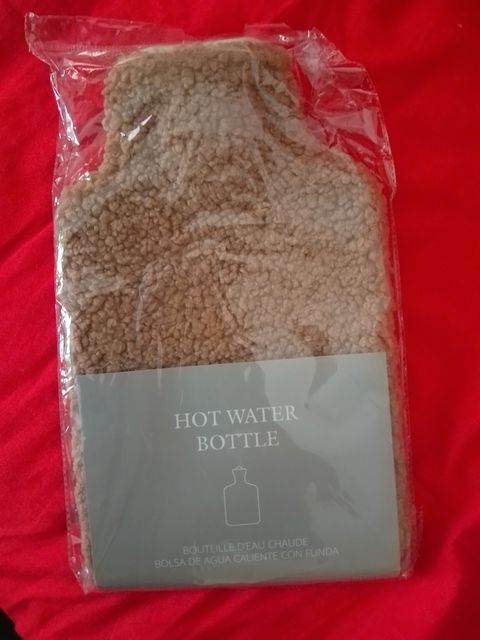 HOT WATER
BOTTLE
BOUTEILLE D'EAU CHAUDE
BOLSA DE AGUA CALIENTE CON FUNDA